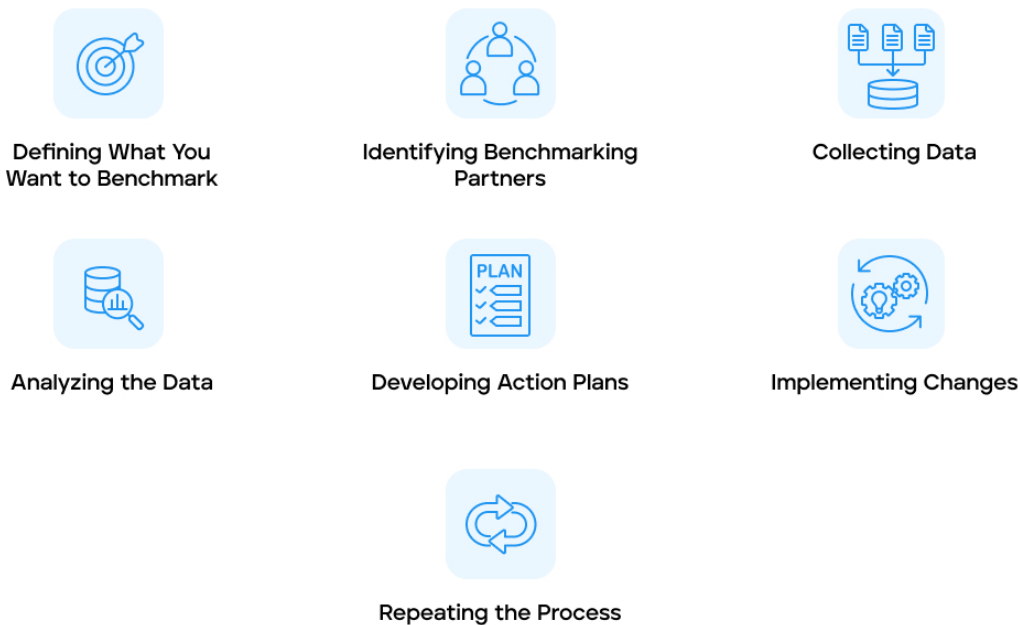 Defining What You
Want to Benchmark
Identifying Benchmarking
Partners
Collecting Data
PLAN
Analyzing the Data
Developing Action Plans
Implementing Changes
Repeating the Process